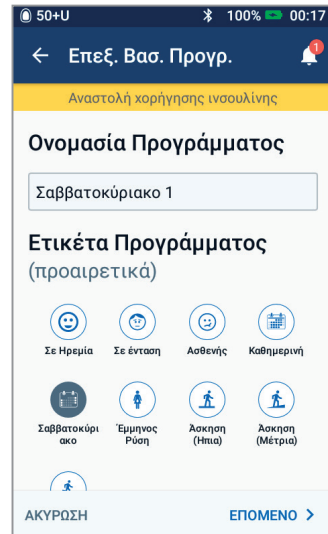 50+U 100% 00:17
Επεξ. Βασ. Προγρ. 1
Αναστολή χορήγησης ινσουλίνης
Ονομασία Προγράμματος
Σαββατοκύριακο 1
Ετικέτα Προγράμματος
(προαιρετικά)
Σε Ηρεμία Σε ένταση Ασθενής Καθημερινή
Σαββατοκύρι Έμμηνος Άσκηση Άσκηση
ακο Ρύση (Ήπια) (Μέτρια)
ΑΚΥΡΩΣΗ ΕΠΟΜΕΝΟ